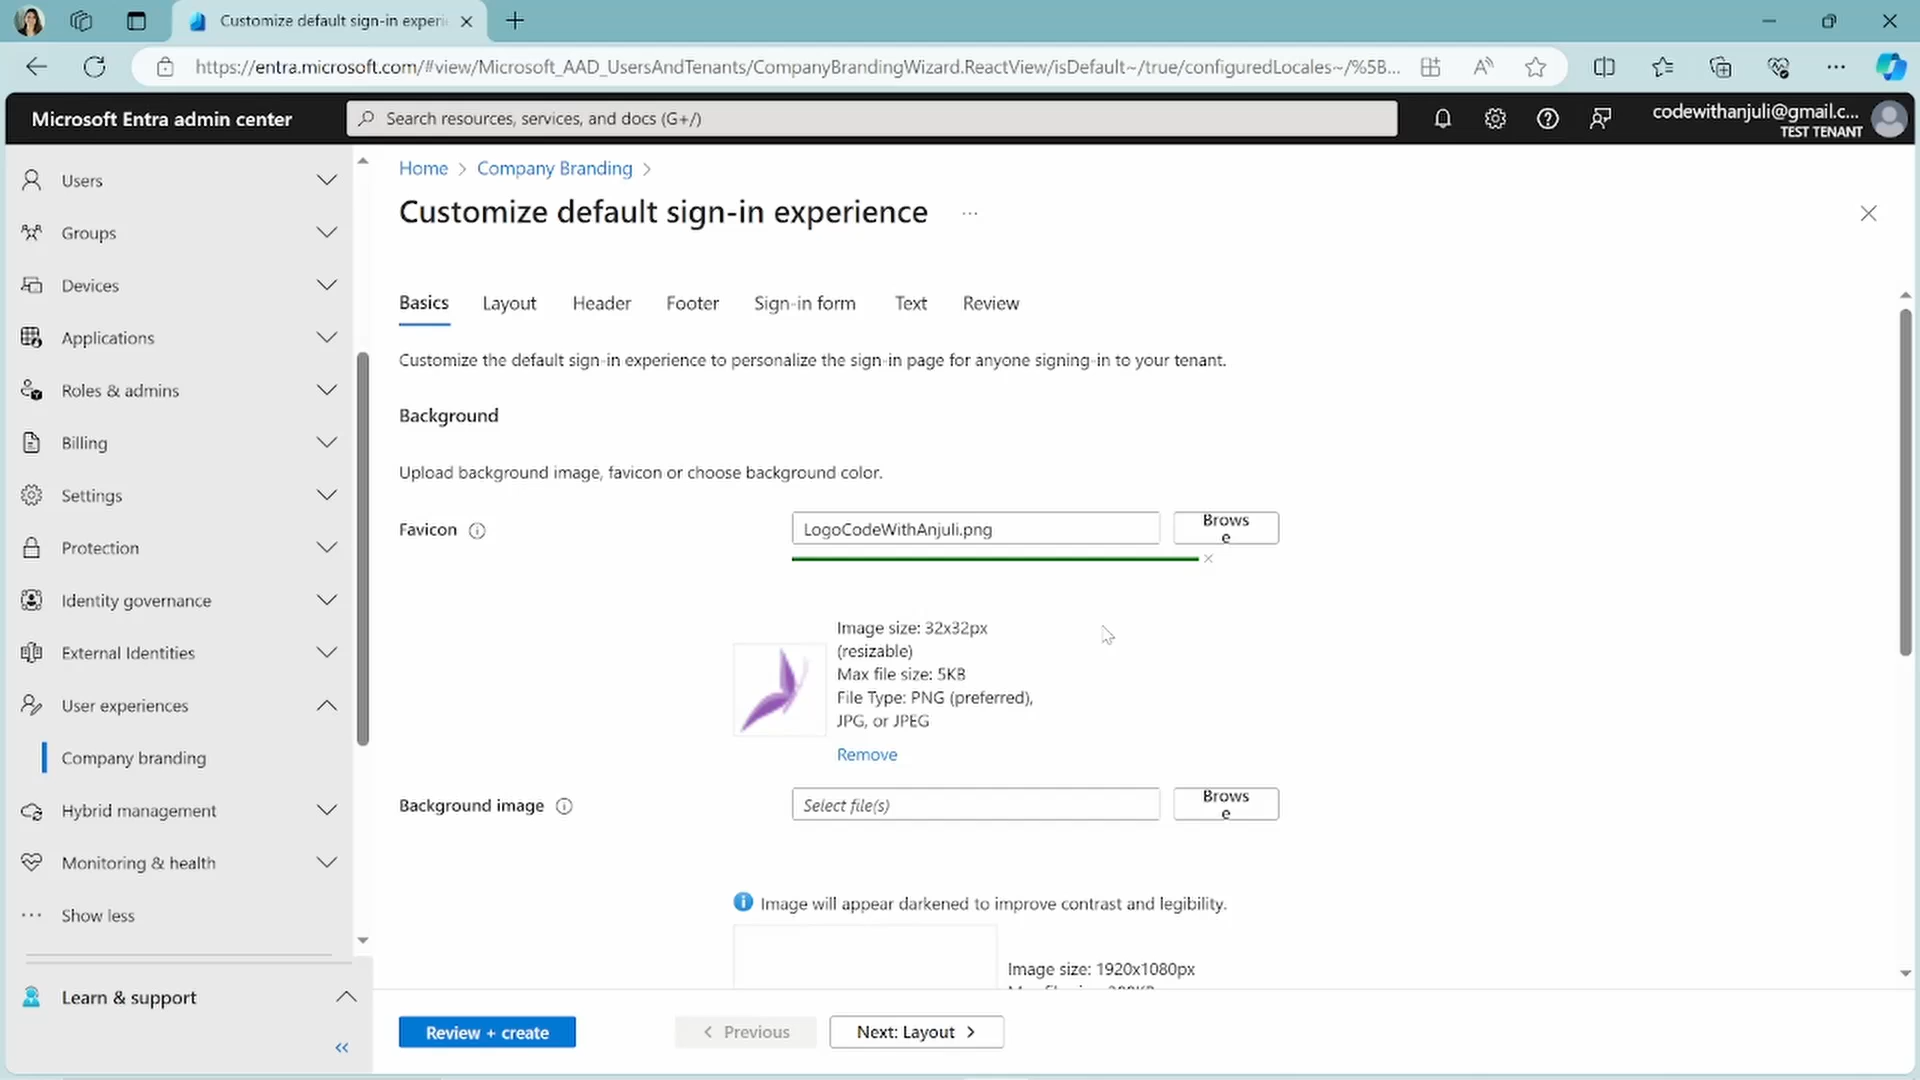 Customize default sign-in experi
https://entra.microsoft.com/#view/Microsoft_AAD_UsersAndTenants/CompanyBrandingWizard.ReactView/isDefault~/true/configuredLocales~/%5B...
Microsoft Entra admin center
Search resources, services, and docs (G+/)
codewithanjuli@gmail.c...
TEST TENANT
Users
Groups
Devices
Applications
Roles & admins
Billing
Settings
Protection
Identity governance
External Identities
User experiences
Company branding
Hybrid management
Monitoring & health
Show less
Learn & support
Home > Company Branding >
Customize default sign-in experience ...
Basics Layout Header Footer Sign-in form Text Review
Customize the default sign-in experience to personalize the sign-in page for anyone signing-in to your tenant.
Background
Upload background image, favicon or choose background color.
Favicon
LogoCodeWithAnjuli.png
Brows
e
Image size: 32x32px
(resizable)
Max file size: 5KB
File Type: PNG (preferred),
JPG, or JPEG
Remove
Background image
Select file(s)
Brows
e
Image will appear darkened to improve contrast and legibility.
Image size: 1920x1080px
Review + create
< Previous
Next: Layout >